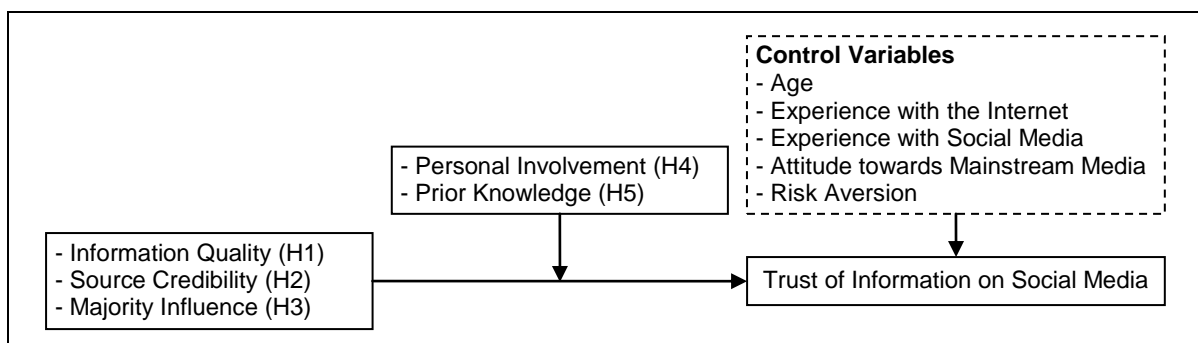 Control Variables
- Age
- Experience with the Internet
- Experience with Social Media
- Attitude towards Mainstream Media
- Risk Aversion
- Personal Involvement (H4)
- Prior Knowledge (H5)
- Information Quality (H1)
- Source Credibility (H2)
- Majority Influence (H3)
Trust of Information on Social Media